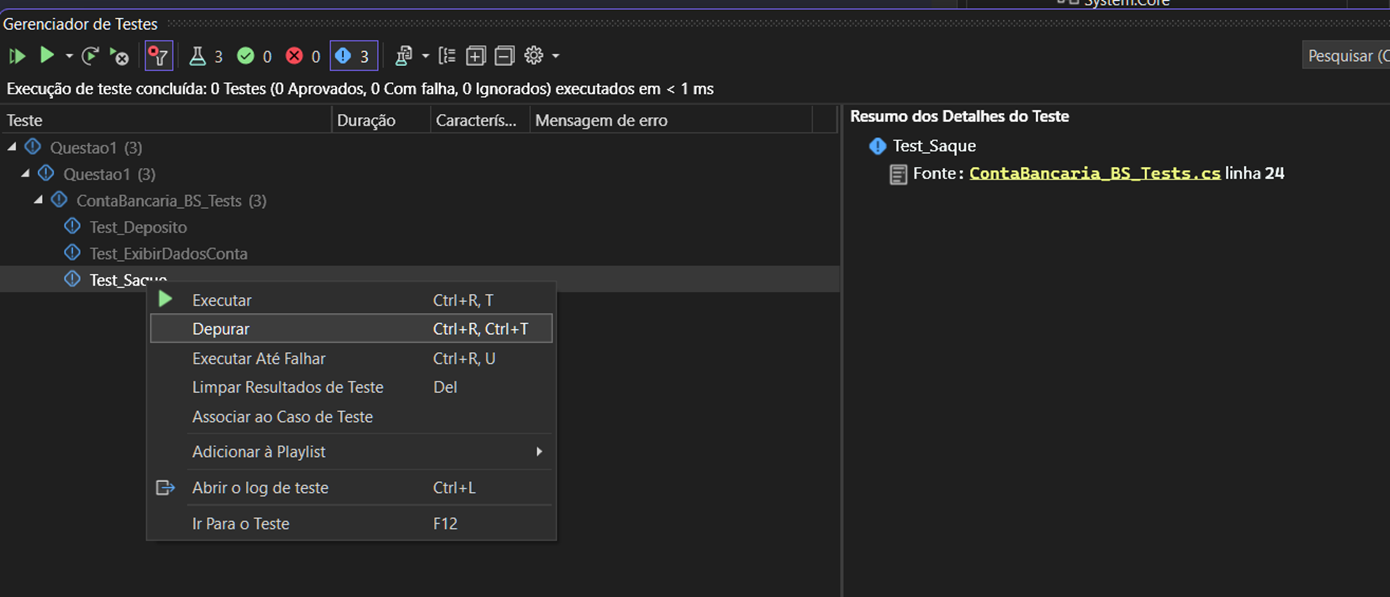 System.Core
Gerenciador de Testes
3 0 0 3
Pesquisar (C
Execução de teste concluída: 0 Testes (0 Aprovados, 0 Com falha, 0 Ignorados) executados em < 1 ms
Teste Duração Caracterís... Mensagem de erro
Questao1 (3)
Questao1 (3)
ContaBancaria_BS_Tests (3)
Test_Deposito
Test_ExibirDadosConta
Test_Saque
Executar Ctrl+R, T
Depurar Ctrl+R, Ctrl+T
Executar Até Falhar Ctrl+R, U
Limpar Resultados de Teste Del
Associar ao Caso de Teste
Adicionar à Playlist
Abrir o log de teste Ctrl+L
Ir Para o Teste F12
Resumo dos Detalhes do Teste
Test_Saque
Fonte: ContaBancaria_BS_Tests.cs linha 24